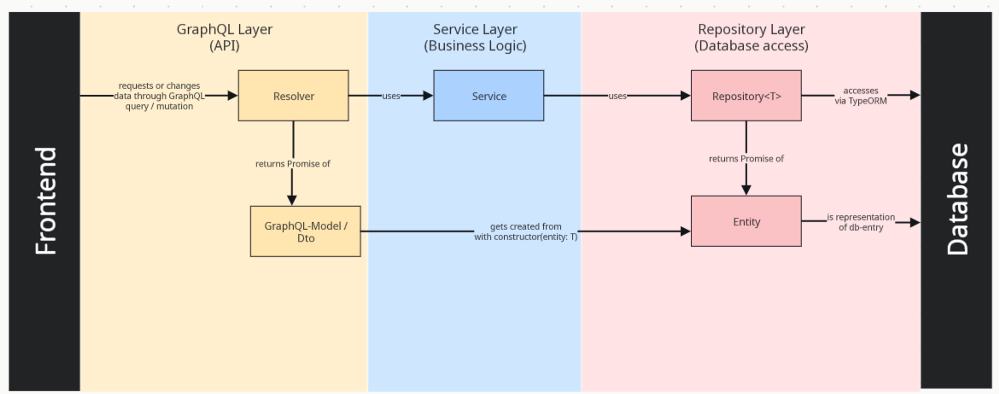 GraphQL Layer
(API)
Service Layer
(Business Logic)
Repository Layer
(Database access)
Frontend
requests or changes
data through GraphQL
query / mutation
Resolver
uses
Service
uses
Repository<T>
accesses
via TypeORM
Database
returns Promise of
returns Promise of
GraphQL-Model /
Dto
gets created from
with constructor(entity: T)
Entity
is representation
of db-entry